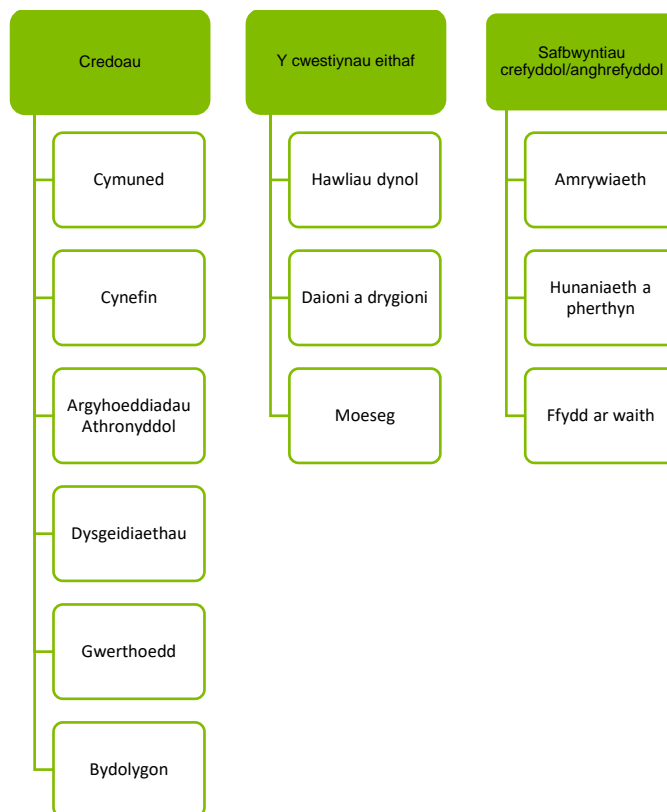 Credoau
Cymuned
Cynefin
Argyhoeddiadau
Athronyddol
Dysgeidiaethau
Gwerthoedd
Bydolygon
Y cwestiynau eithaf
Hawliau dynol
Daioni a drygioni
Moeseg
Safbwyntiau
crefyddol/anghrefyddol
Amrywiaeth
Hunaniaeth a
pherthyn
Ffydd ar waith